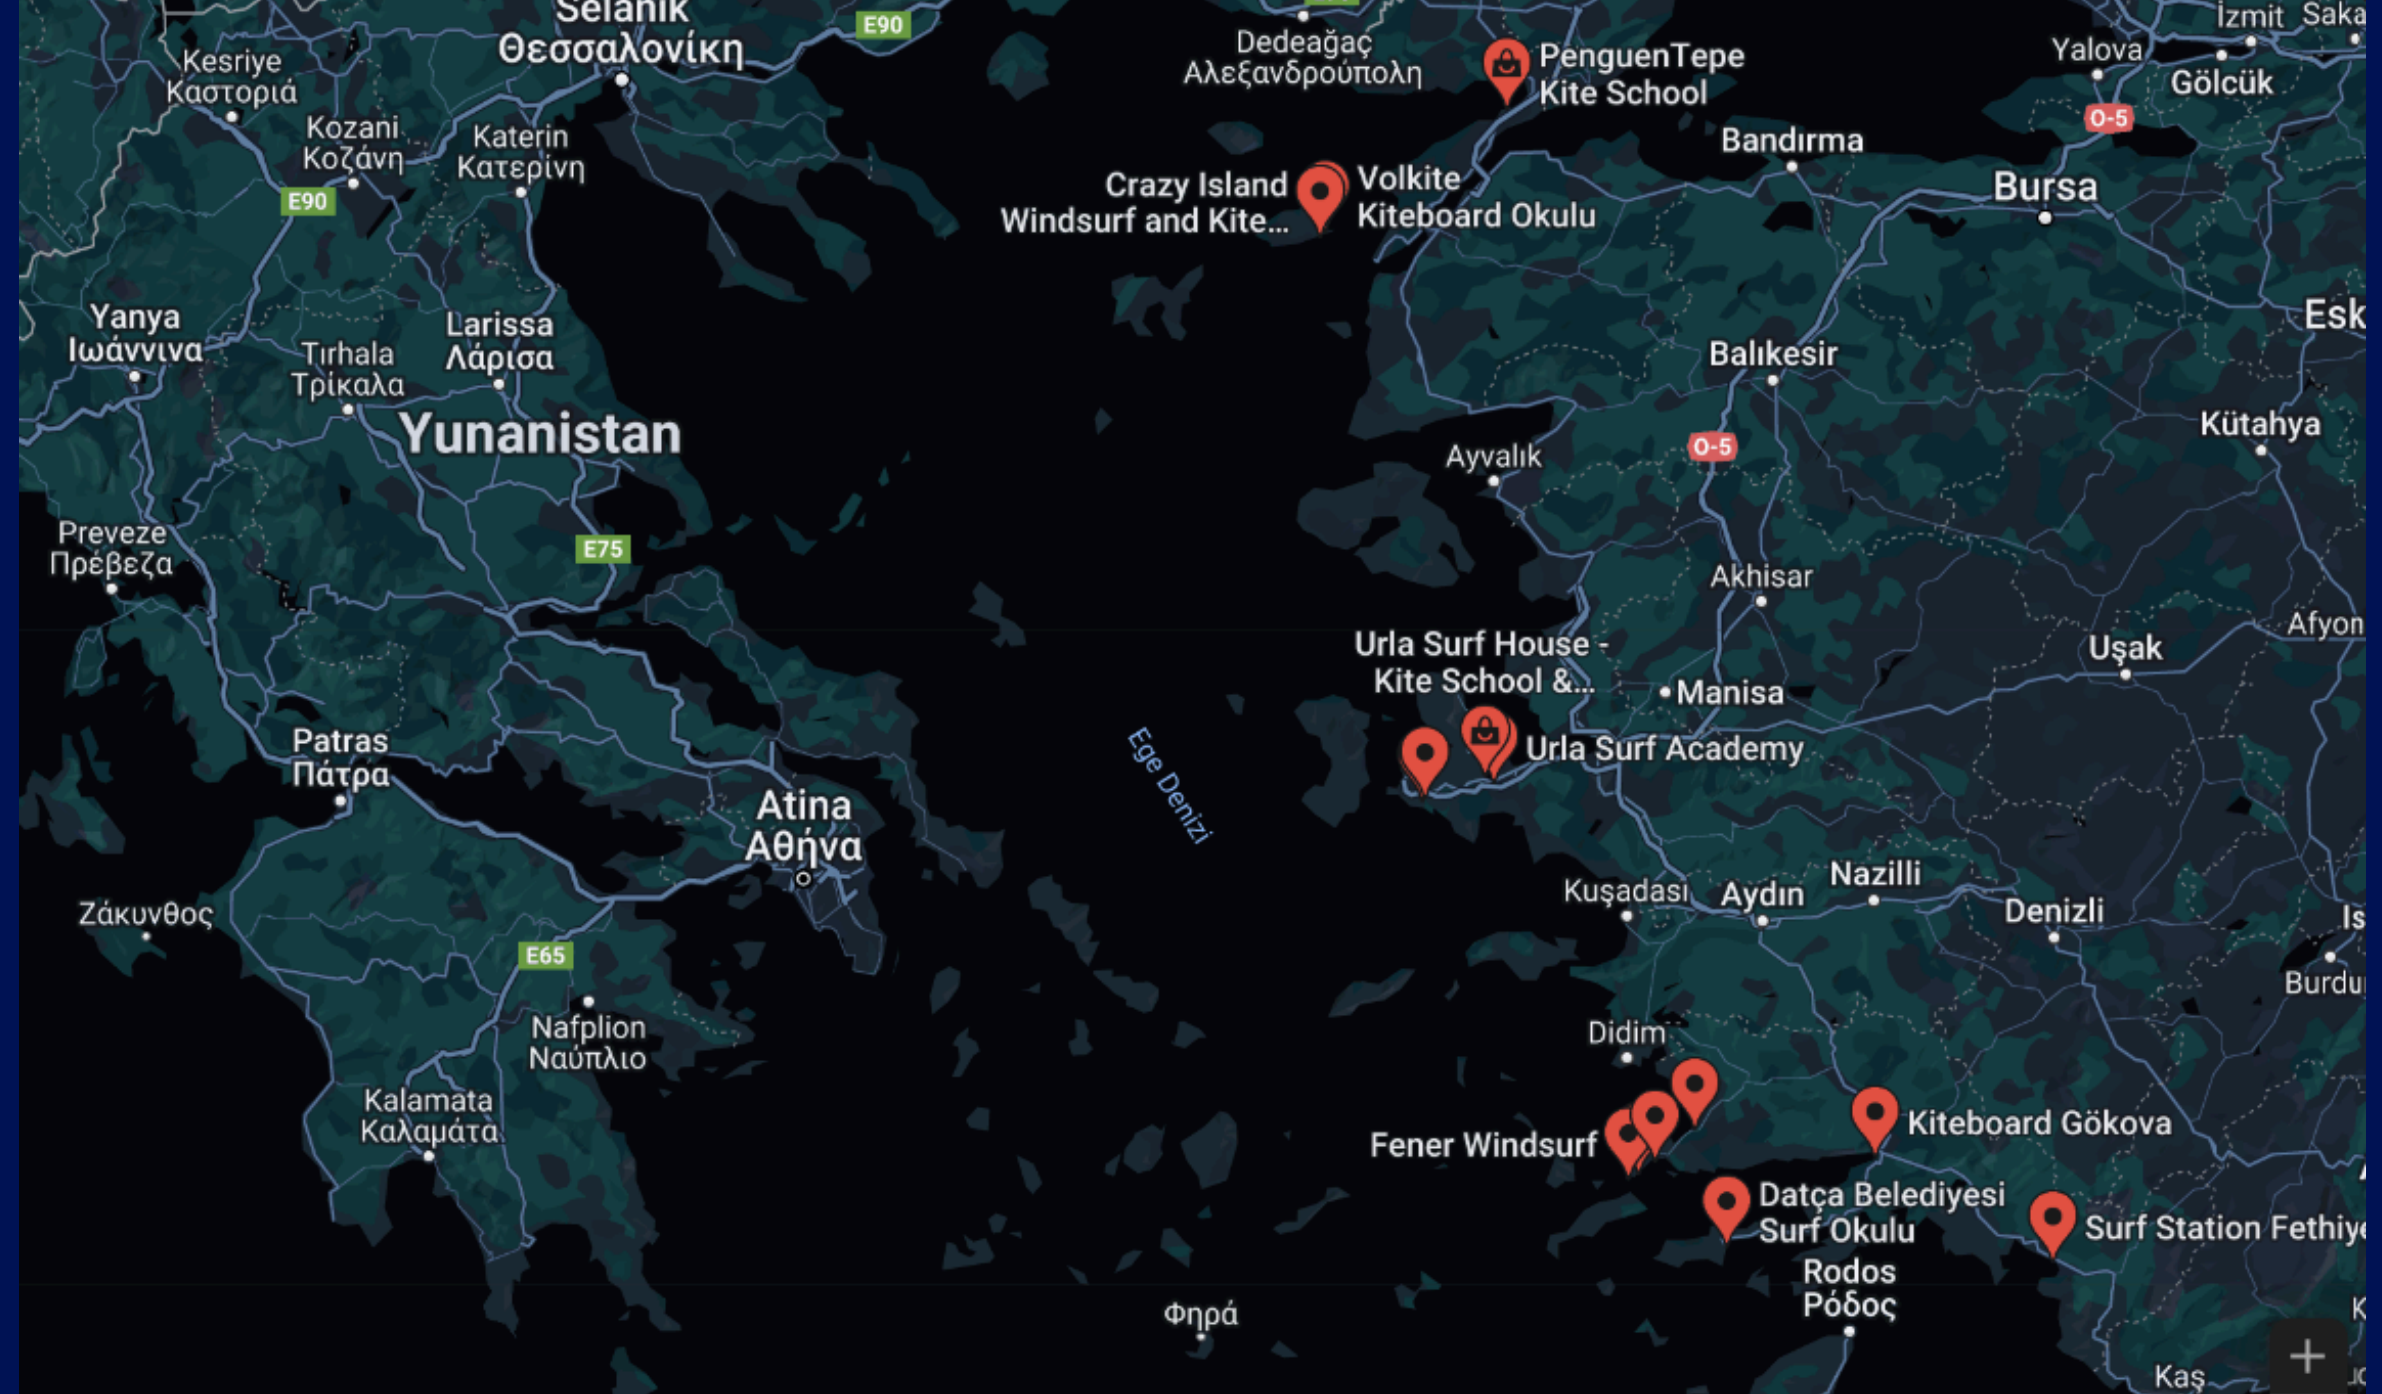 Selanik
Θεσσαλονίκη
E90
Dedeağaç
Αλεξανδρούπολη
PenguenTepe
Kite School
İzmit
Yalova
Gölcük
O-5
Kesriye
Καστοριά
Kozani
Κοζάνη
Katerin
Κατερίνη
E90
Bandırma
Bursa
Crazy Island
Windsurf and Kite...
Volkite
Kiteboard Okulu
Yanya
Ιωάννινα
Larissa
Λάρισα
Tırhala
Τρίκαλα
Balıkesir
Esk
Yunanistan
Kütahya
O-5
Ayvalık
Preveze
Πρέβεζα
E75
Akhisar
Afyon
Urla Surf House -
Kite School &...
Uşak
Manisa
Urla Surf Academy
Ege Denizi
Patras
Πάτρα
Atina
Αθήνα
Kuşadası
Aydın
Nazilli
Denizli
Is
Burdu
Ζάκυνθος
E65
Nafplion
Ναύπλιο
Didim
Kalamata
Καλαμάτα
Fener Windsurf
Kiteboard Gökova
Datça Belediyesi
Surf Okulu
Surf Station Fethiye
Rodos
Ρόδος
Φηρά
Kaş